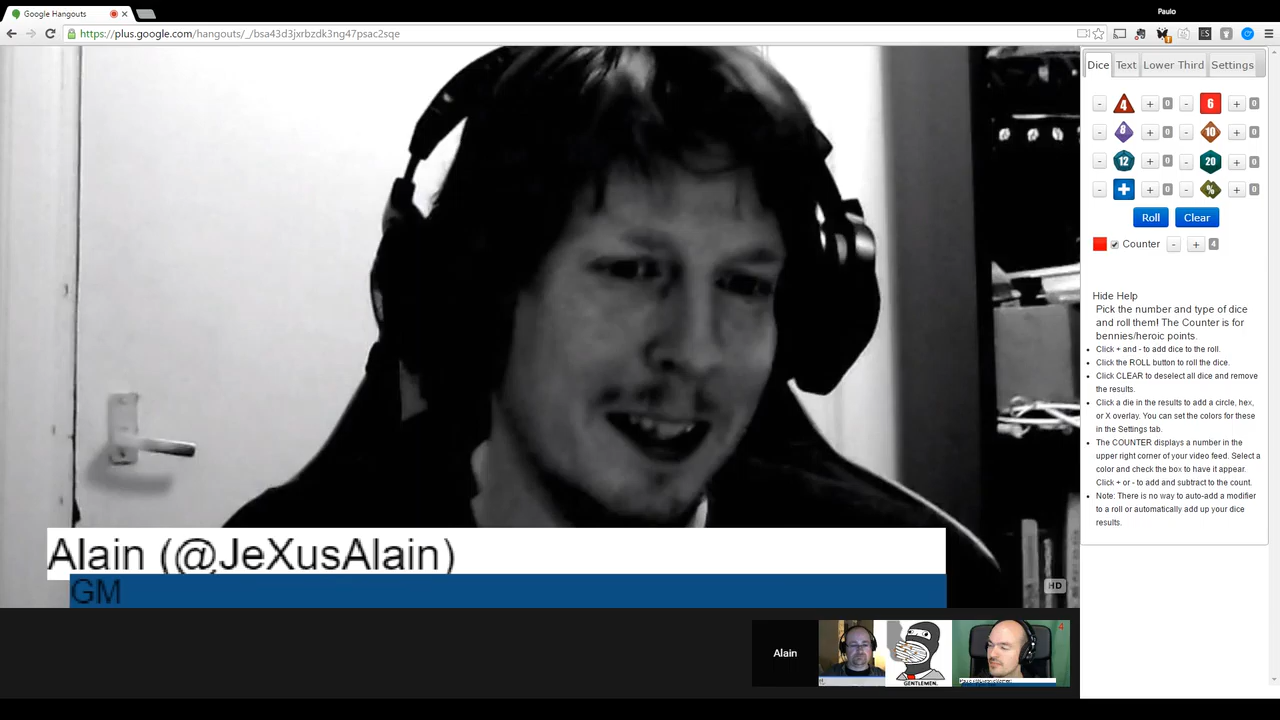 Paulo
Google Hangouts
https://plus.google.com/hangouts/_/bsa43d3jxrbzdk3ng47psac2sqe
ES
Dice Text Lower Third Settings
- 4 + 0 - 6 + 0
- 8 + 0 - 10 + 0
- 12 + 0 - 20 + 0
- + + 0 - % + 0
Roll Clear
Counter - + 4
Hide Help
Pick the number and type of dice
and roll them! The Counter is for
bennies/heroic points.
Click + and - to add dice to the roll.
Click the ROLL button to roll the dice.
Click CLEAR to deselect all dice and remove
the results.
Click a die in the results to add a circle, hex,
or X overlay. You can set the colors for these
in the Settings tab.
The COUNTER displays a number in the
upper right corner of your video feed. Select a
color and check the box to have it appear.
Click + or - to add and subtract to the count.
Note: There is no way to auto-add a modifier
to a roll or automatically add up your dice
results.
Alain (@JeXusAlain)
GM
HD
Alain
GENTLEMEN.
4